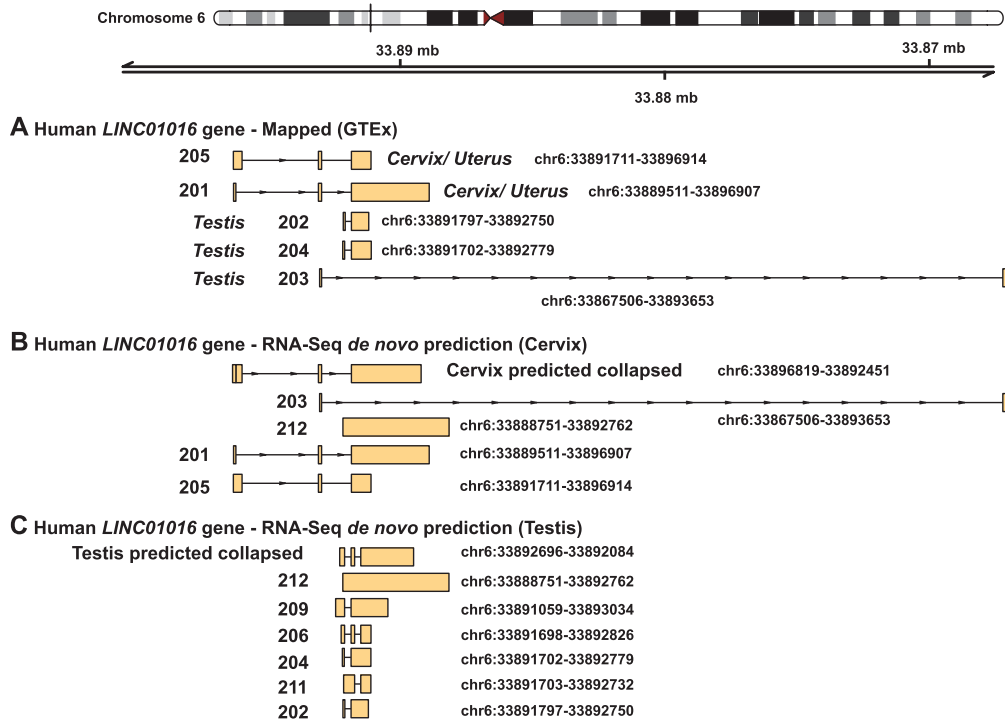 Chromosome 6
33.89 mb
33.87 mb
33.88 mb
A Human LINC01016 gene - Mapped (GTEx)
205 Cervix/ Uterus chr6:33891711-33896914
201 Cervix/ Uterus chr6:33889511-33896907
Testis 202 chr6:33891797-33892750
Testis 204 chr6:33891702-33892779
Testis 203
chr6:33867506-33893653
B Human LINC01016 gene - RNA-Seq de novo prediction (Cervix)
Cervix predicted collapsed chr6:33896819-33892451
203
chr6:33867506-33893653
212 chr6:33888751-33892762
201 chr6:33889511-33896907
205 chr6:33891711-33896914
C Human LINC01016 gene - RNA-Seq de novo prediction (Testis)
Testis predicted collapsed chr6:33892696-33892084
212 chr6:33888751-33892762
209 chr6:33891059-33893034
206 chr6:33891698-33892826
204 chr6:33891702-33892779
211 chr6:33891703-33892732
202 chr6:33891797-33892750